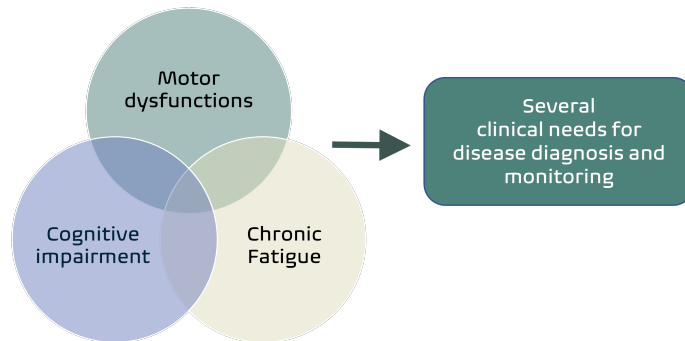 Motor
dysfunctions
Cognitive
impairment
Chronic
Fatigue
Several
clinical needs for
disease diagnosis and
monitoring